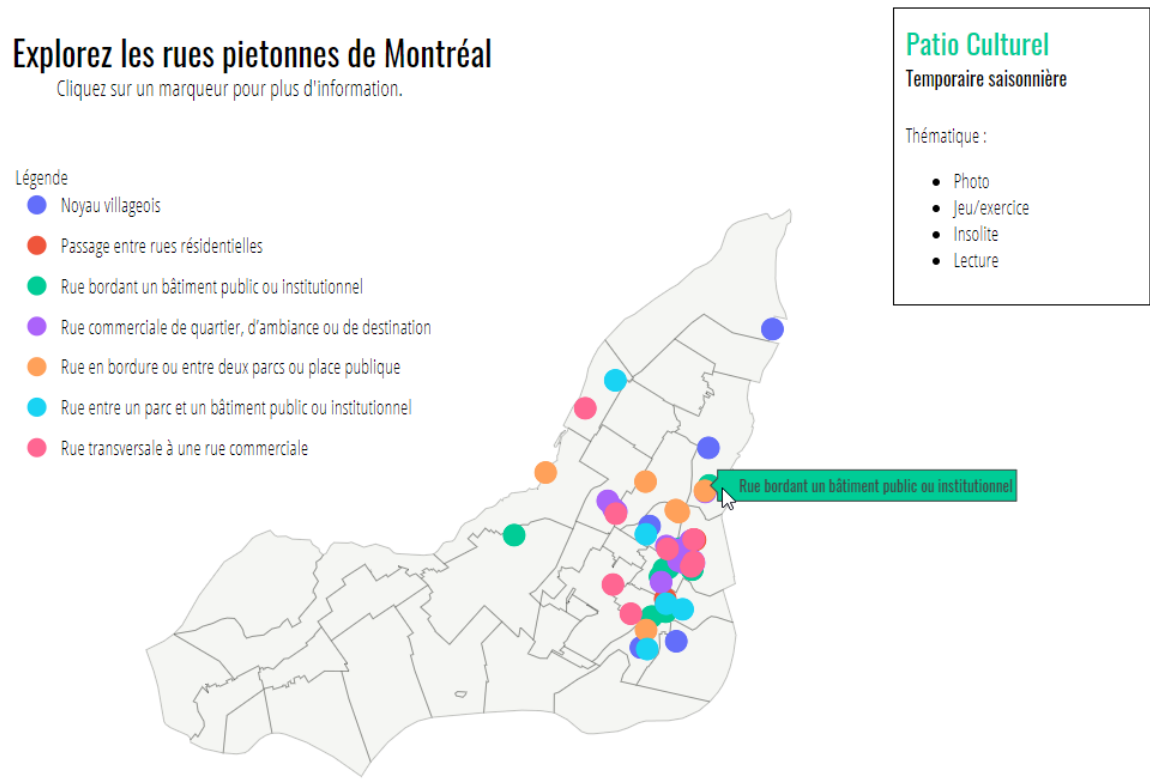 Explorez les rues pietonnes de Montréal
Cliquez sur un marqueur pour plus d'information.
Légende
Noyau villageois
Passage entre rues résidentielles
Rue bordant un bâtiment public ou institutionnel
Rue commerciale de quartier, d’ambiance ou de destination
Rue en bordure ou entre deux parcs ou place publique
Rue entre un parc et un bâtiment public ou institutionnel
Rue transversale à une rue commerciale
Patio Culturel
Temporaire saisonnière
Thématique :
Photo
Jeu/exercice
Insolite
Lecture
Rue bordant un bâtiment public ou institutionnel